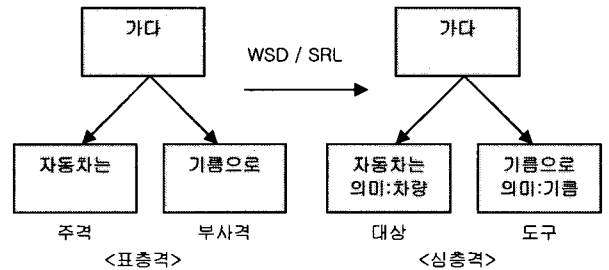 가다
WSD / SRL
가다
자동차는
기름으로
자동차는
의미:차량
기름으로
의미:기름
주격
부사격
대상
도구
<표층격>
<심층격>